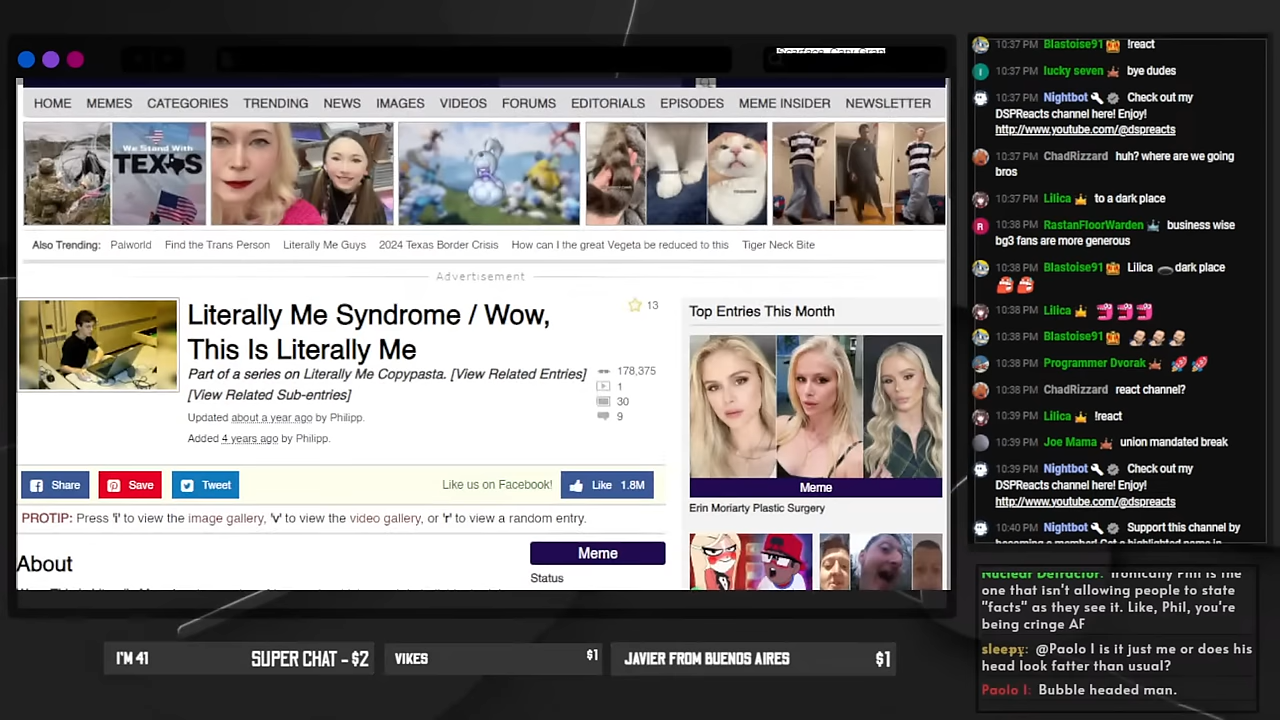 Scarface, Cary Gran
HOME MEMES CATEGORIES TRENDING NEWS IMAGES VIDEOS FORUMS EDITORIALS EPISODES MEME INSIDER NEWSLETTER
We Stand With
TEXAS
Also Trending: Palworld Find the Trans Person Literally Me Guys 2024 Texas Border Crisis How can I the great Vegeta be reduced to this Tiger Neck Bite
Advertisement
Literally Me Syndrome / Wow,
This Is Literally Me
13
Part of a series on Literally Me Copypasta. [View Related Entries]
[View Related Sub-entries]
Updated about a year ago by Philipp.
Added 4 years ago by Philipp.
178,375
1
30
9
Share Save Tweet Like us on Facebook! Like 1.8M
PROTIP: Press 'i' to view the image gallery, 'v' to view the video gallery, or 'r' to view a random entry.
About
Meme
Status
Top Entries This Month
Meme
Erin Moriarty Plastic Surgery
10:37 PM Blastoise91 !react
10:37 PM lucky seven bye dudes
10:37 PM Nightbot Check out my
DSPReacts channel here! Enjoy!
http://www.youtube.com/@dspreacts
10:37 PM ChadRizzard huh? where are we going
bros
10:37 PM Lilica to a dark place
10:38 PM RastanFloorWarden business wise
bg3 fans are more generous
10:38 PM Blastoise91 Lilica dark place
10:38 PM Lilica
10:38 PM Blastoise91
10:38 PM Programmer Dvorak
10:38 PM ChadRizzard react channel?
10:39 PM Lilica !react
10:39 PM Joe Mama union mandated break
10:39 PM Nightbot Check out my
DSPReacts channel here! Enjoy!
http://www.youtube.com/@dspreacts
10:40 PM Nightbot Support this channel by
becoming a member! Get a highlighted name in
Nuclear Detractor: Ironically Phil is the
one that isn't allowing people to state
"facts" as they see it. Like, Phil, you're
being cringe AF
sleepy: @Paolo I is it just me or does his
head look fatter than usual?
Paolo I: Bubble headed man.
I'M 41 SUPER CHAT - $2
VIKES $1
JAVIER FROM BUENOS AIRES $1